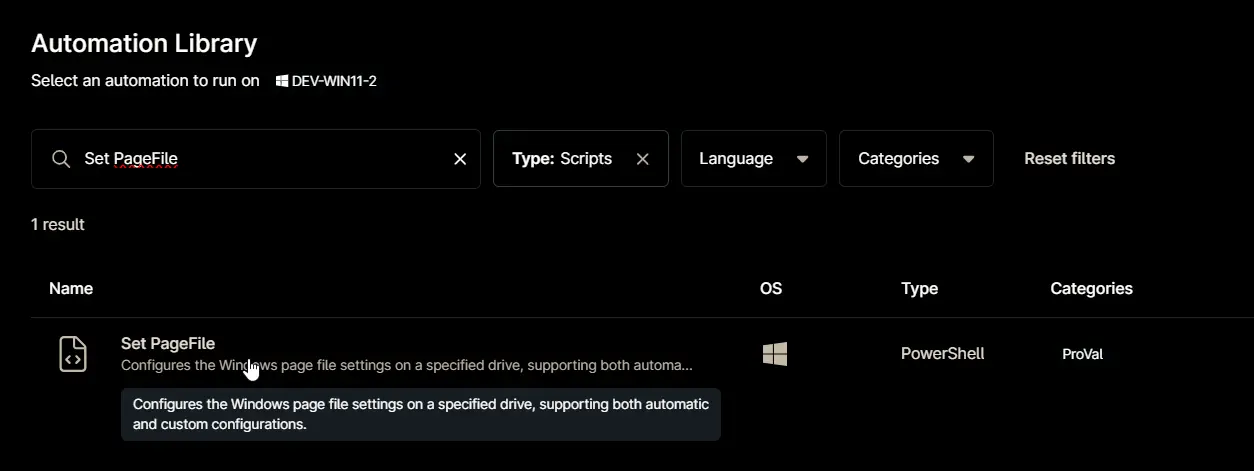 Automation Library
Select an automation to run on DEV-WIN11-2
Set PageFile Type: Scripts Language Categories Reset filters
1 result
Name OS Type Categories
Set PageFile
Configures the Windows page file settings on a specified drive, supporting both automa...
PowerShell ProVal
Configures the Windows page file settings on a specified drive, supporting both automatic
and custom configurations.